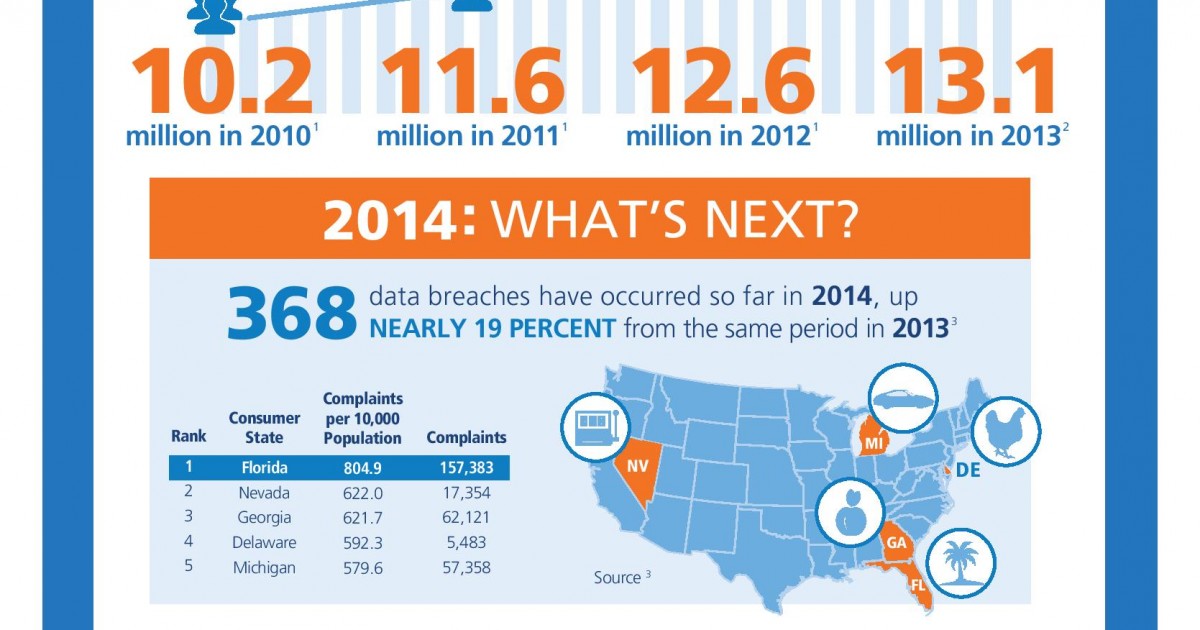 10.2 11.6 12.6 13.1
million in 2010¹ million in 2011¹ million in 2012¹ million in 2013²
2014: WHAT'S NEXT?
368 data breaches have occurred so far in 2014, up
NEARLY 19 PERCENT from the same period in 2013³
Rank Consumer State Complaints per 10,000 Population Complaints
1 Florida 804.9 157,383
2 Nevada 622.0 17,354
3 Georgia 621.7 62,121
4 Delaware 592.3 5,483
5 Michigan 579.6 57,358
MI
NV
DE
GA
FL
Source ³